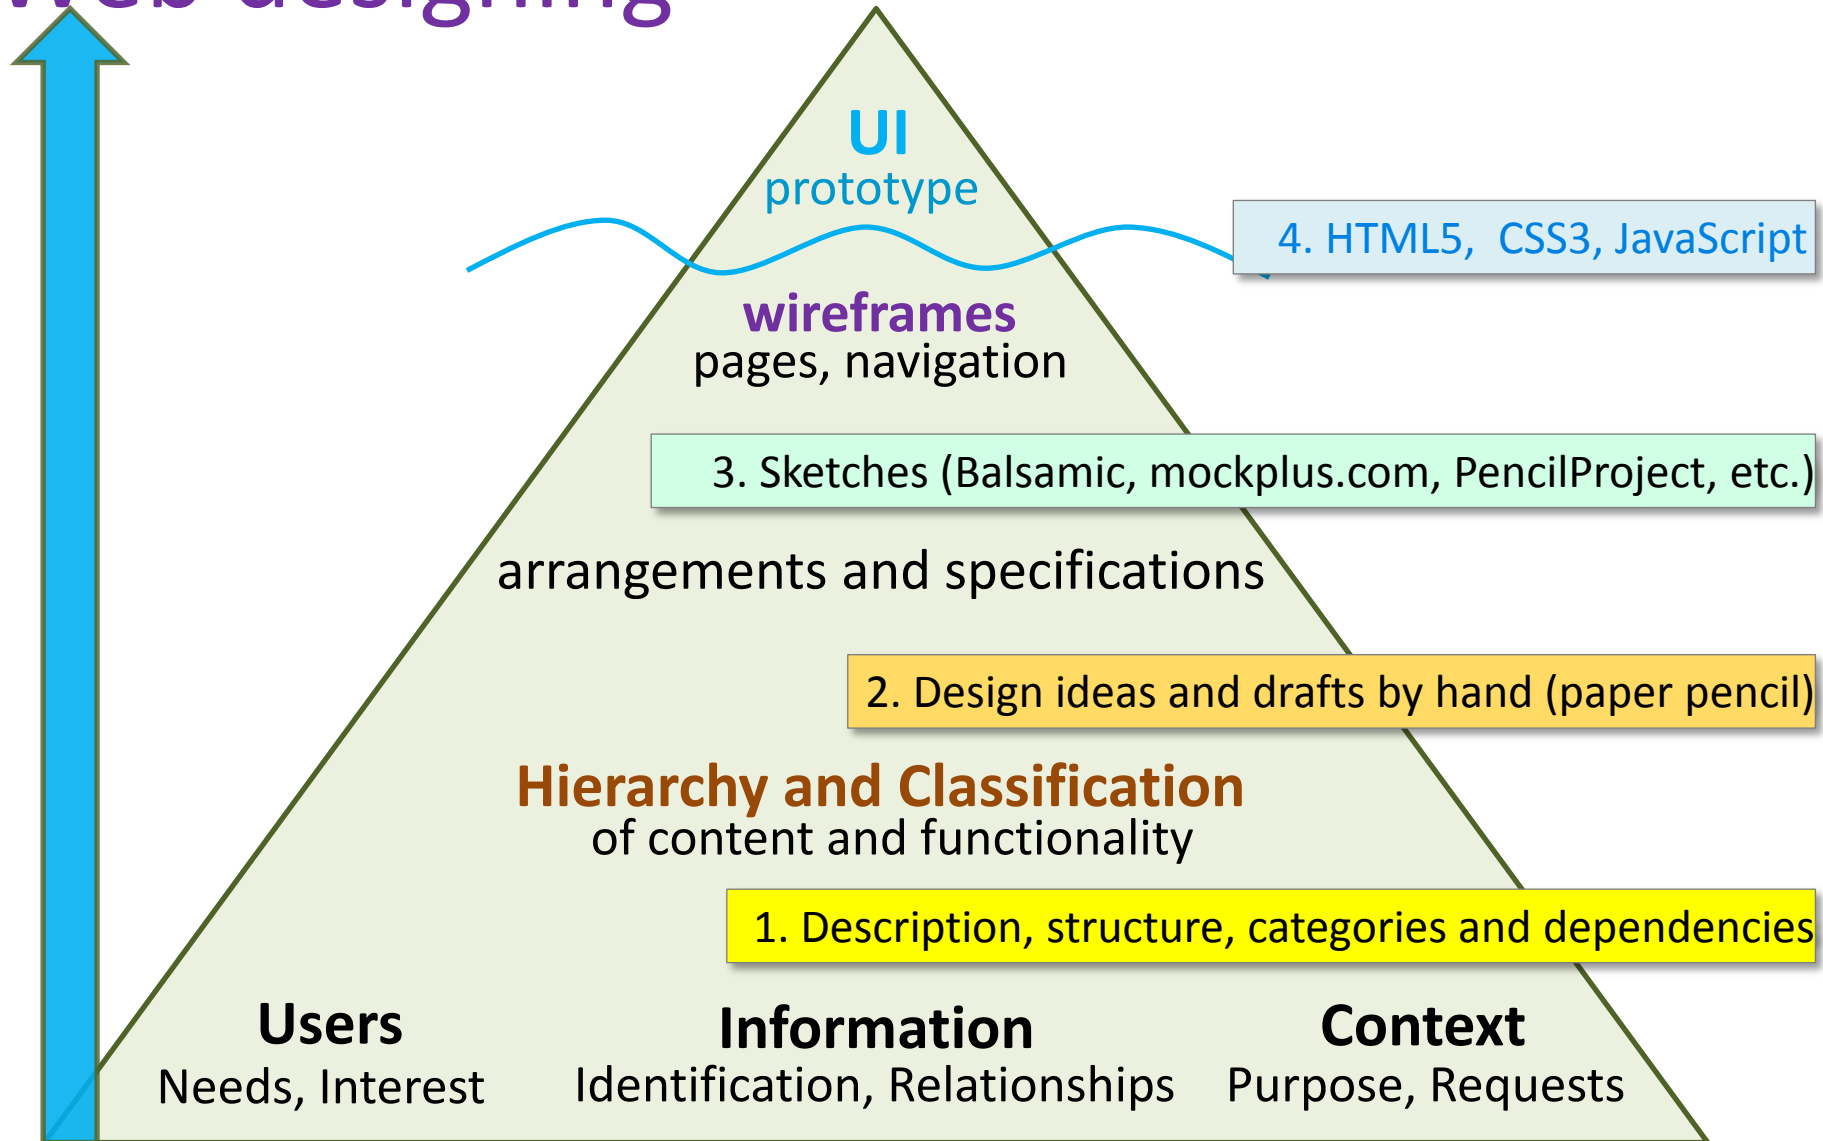 Web designing
UI
prototype
4. HTML5, CSS3, JavaScript
wireframes
pages, navigation
3. Sketches (Balsamic, mockplus.com, PencilProject, etc.)
arrangements and specifications
2. Design ideas and drafts by hand (paper pencil)
Hierarchy and Classification
of content and functionality
1. Description, structure, categories and dependencies
Users
Needs, Interest
Information
Identification, Relationships
Context
Purpose, Requests